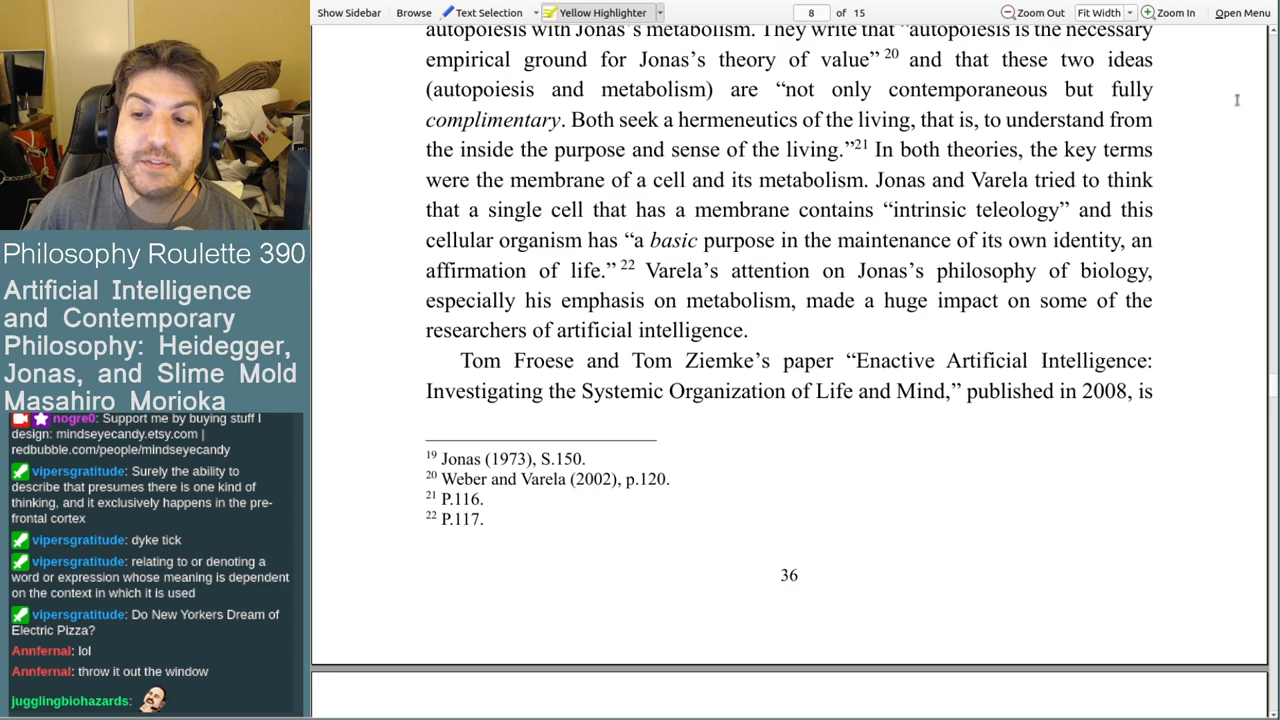 Show Sidebar Browse Text Selection Yellow Highlighter 8 of 15 Zoom Out Fit Width Zoom In Open Menu
autopoiesis with Jonas's metabolism. They write that “autopoiesis is the necessary
empirical ground for Jonas's theory of value” 20 and that these two ideas
(autopoiesis and metabolism) are “not only contemporaneous but fully
complimentary. Both seek a hermeneutics of the living, that is, to understand from
the inside the purpose and sense of the living.”21 In both theories, the key terms
were the membrane of a cell and its metabolism. Jonas and Varela tried to think
that a single cell that has a membrane contains “intrinsic teleology” and this
cellular organism has “a basic purpose in the maintenance of its own identity, an
affirmation of life.” 22 Varela's attention on Jonas's philosophy of biology,
especially his emphasis on metabolism, made a huge impact on some of the
researchers of artificial intelligence.
Tom Froese and Tom Ziemke's paper “Enactive Artificial Intelligence:
Investigating the Systemic Organization of Life and Mind,” published in 2008, is
19 Jonas (1973), S.150.
20 Weber and Varela (2002), p.120.
21 P.116.
22 P.117.
36
Philosophy Roulette 390
Artificial Intelligence
and Contemporary
Philosophy: Heidegger,
Jonas, and Slime Mold
Masahiro Morioka
nogre0: Support me by buying stuff I
design: mindseyecandy.etsy.com |
redbubble.com/people/mindseyecandy
vipersgratitude: Surely the ability to
describe that presumes there is one kind of
thinking, and it exclusively happens in the pre-
frontal cortex
vipersgratitude: dyke tick
vipersgratitude: relating to or denoting a
word or expression whose meaning is dependent
on the context in which it is used
vipersgratitude: Do New Yorkers Dream of
Electric Pizza?
Annfernal: lol
Annfernal: throw it out the window
jugglingbiohazards: